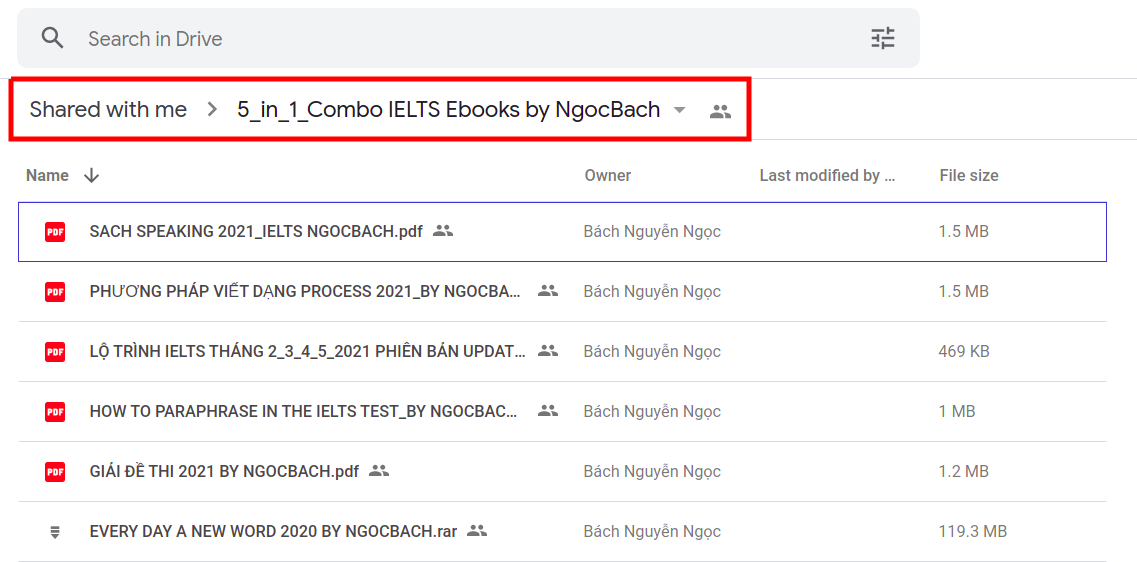 Search in Drive
Shared with me > 5_in_1_Combo IELTS Ebooks by NgocBach
Name Owner Last modified by ... File size
PDF SACH SPEAKING 2021_IELTS NGOCBACH.pdf Bách Nguyễn Ngọc 1.5 MB
PDF PHƯƠNG PHÁP VIẾT DẠNG PROCESS 2021_BY NGOCBA... Bách Nguyễn Ngọc 1.5 MB
PDF LỘ TRÌNH IELTS THÁNG 2_3_4_5_2021 PHIÊN BẢN UPDAT... Bách Nguyễn Ngọc 469 KB
PDF HOW TO PARAPHRASE IN THE IELTS TEST_BY NGOCBAC... Bách Nguyễn Ngọc 1 MB
PDF GIẢI ĐỀ THI 2021 BY NGOCBACH.pdf Bách Nguyễn Ngọc 1.2 MB
EVERY DAY A NEW WORD 2020 BY NGOCBACH.rar Bách Nguyễn Ngọc 119.3 MB